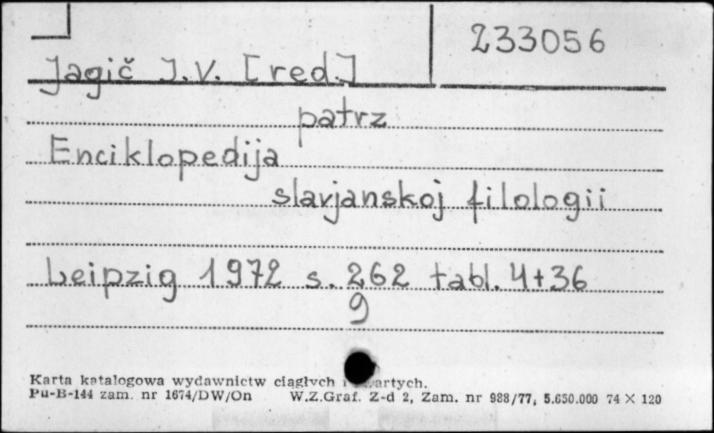 233056
Jagič J.V. [red.]
patrz
Enciklopedija
slavjanskoj filologii
Leipzig 1972 s. 262 tabl. 4+36
9
Karta katalogowa wydawnictw ciągłych i zwartych.
Pu-B-144 zam. nr 1674/DW/On W.Z.Graf. Z-d 2, Zam. nr 988/77, 5.650.000 74 × 120